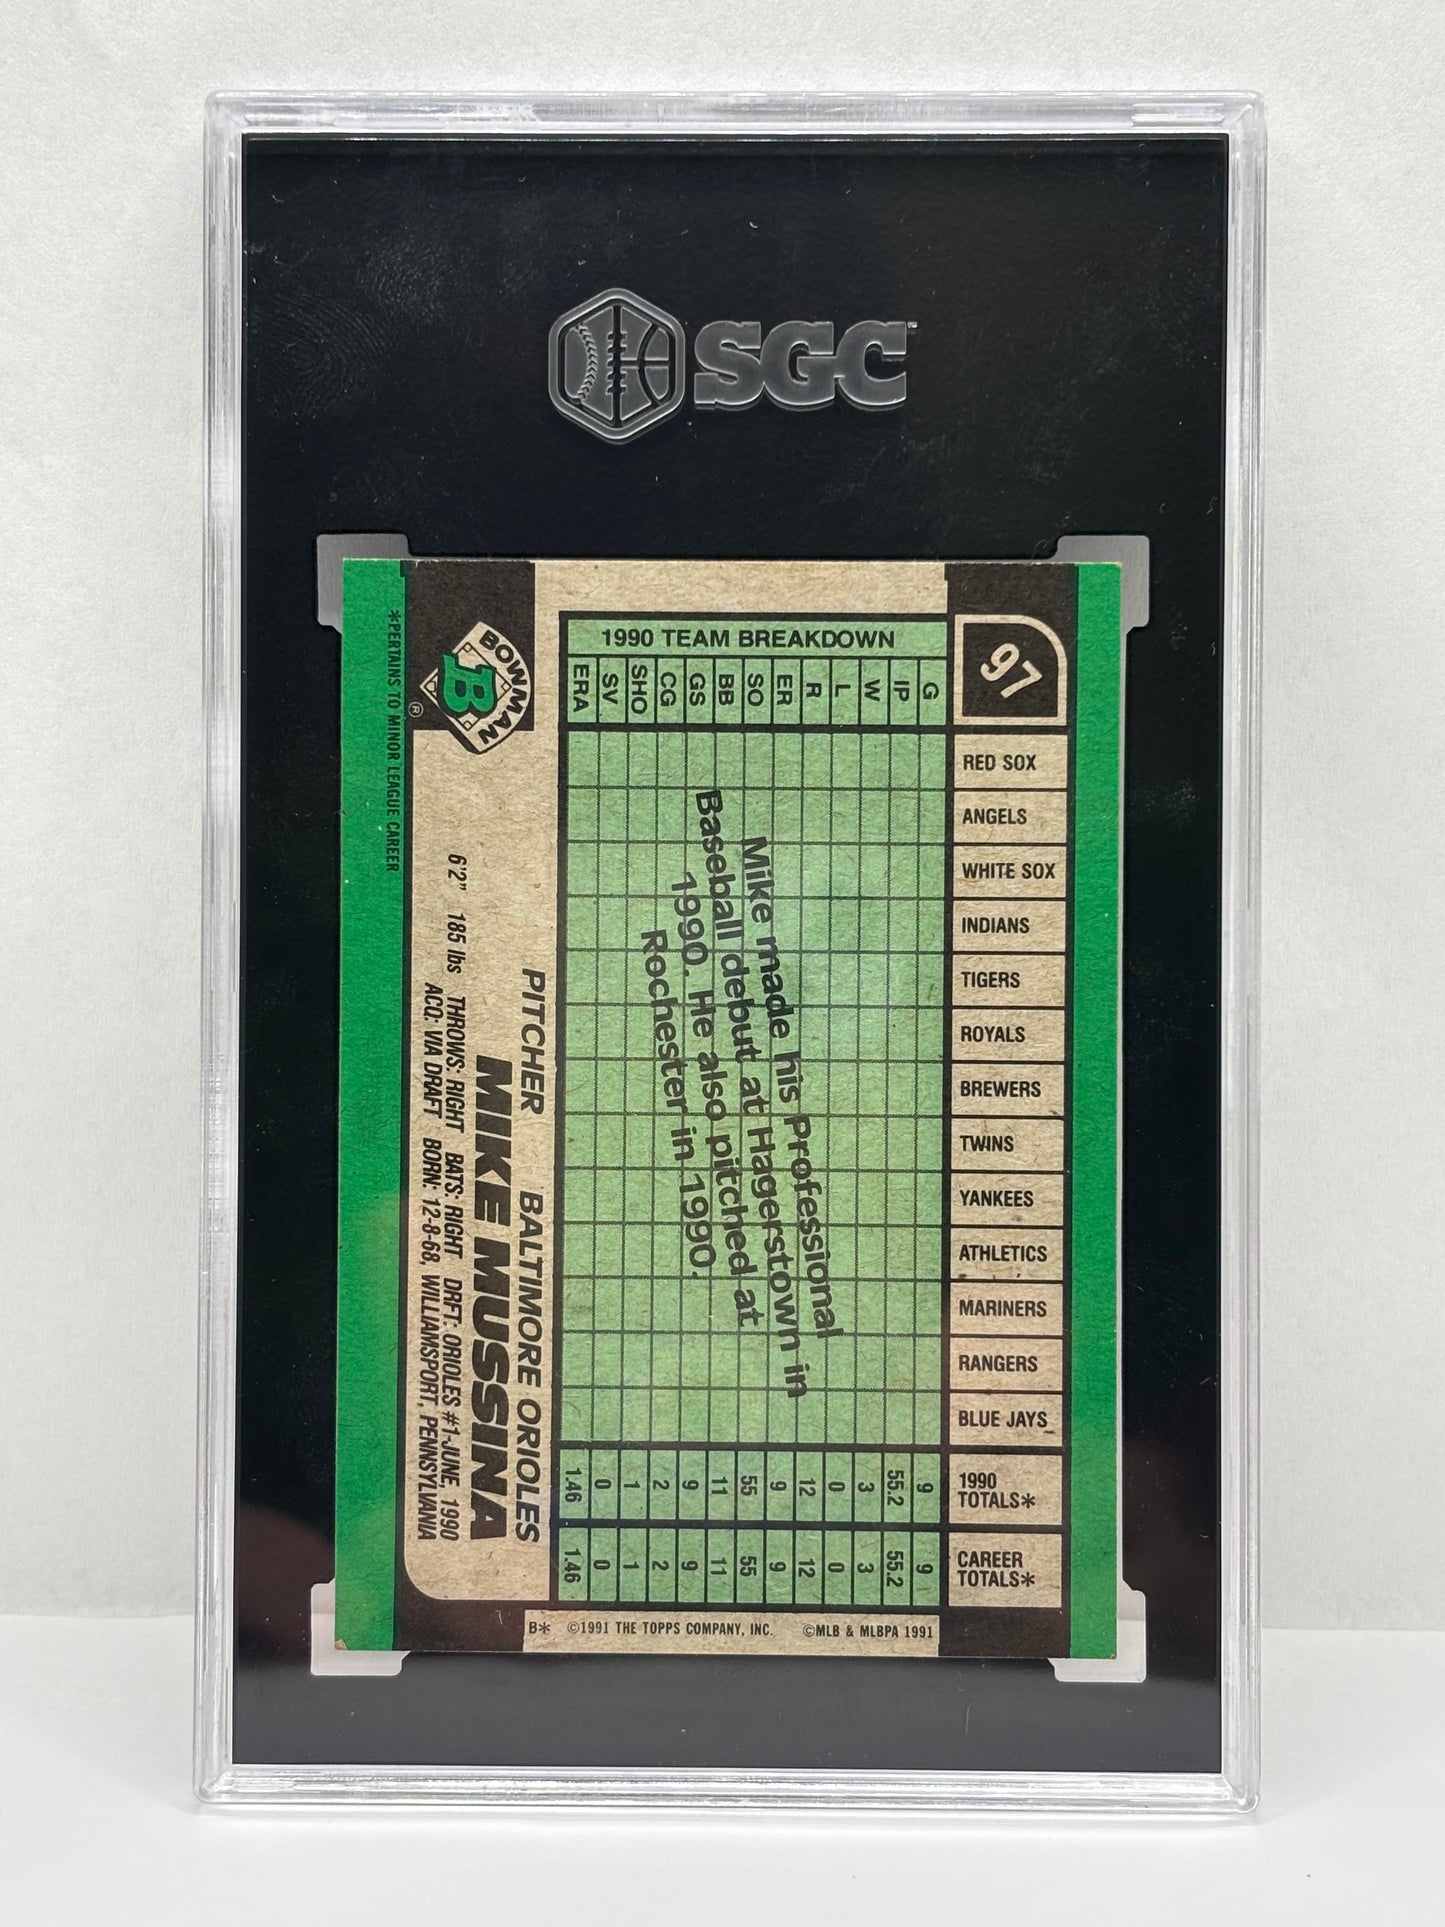 SGC™
97
RED SOX
ANGELS
WHITE SOX
INDIANS
TIGERS
ROYALS
BREWERS
TWINS
YANKEES
ATHLETICS
MARINERS
RANGERS
BLUE JAYS
1990
TOTALS*
CAREER
TOTALS*
1990 TEAM BREAKDOWN
G
IP
W
L
R
ER
SO
BB
GS
CG
SHO
SV
ERA
9 55.2 3 0 12 9 55 11 9 2 1 0 1.46
9 55.2 3 0 12 9 55 11 9 2 1 0 1.46
Mike made his Professional
Baseball debut at Hagerstown in
1990. He also pitched at
Rochester in 1990.
BOWMAN
B
®
PITCHER BALTIMORE ORIOLES
MIKE MUSSINA
6'2" 185 lbs THROWS: RIGHT BATS: RIGHT DRFT: ORIOLES #1-JUNE, 1990
ACQ: VIA DRAFT BORN: 12-8-68, WILLIAMSPORT, PENNSYLVANIA
*PERTAINS TO MINOR LEAGUE CAREER
B* ©1991 THE TOPPS COMPANY, INC. ©MLB & MLBPA 1991